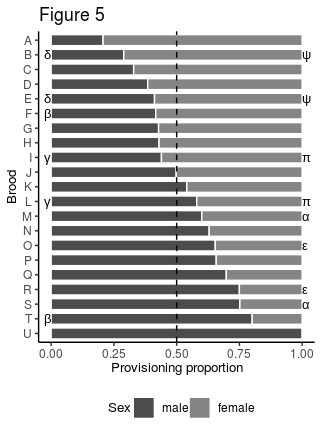 Figure 5
A
B δ ψ
C
D
E δ ψ
F β
G
H
I γ π
J
K
L γ π
M α
N
O ε
P
Q
R ε
S α
T β
U
Brood
0.00 0.25 0.50 0.75 1.00
Provisioning proportion
Sex male female